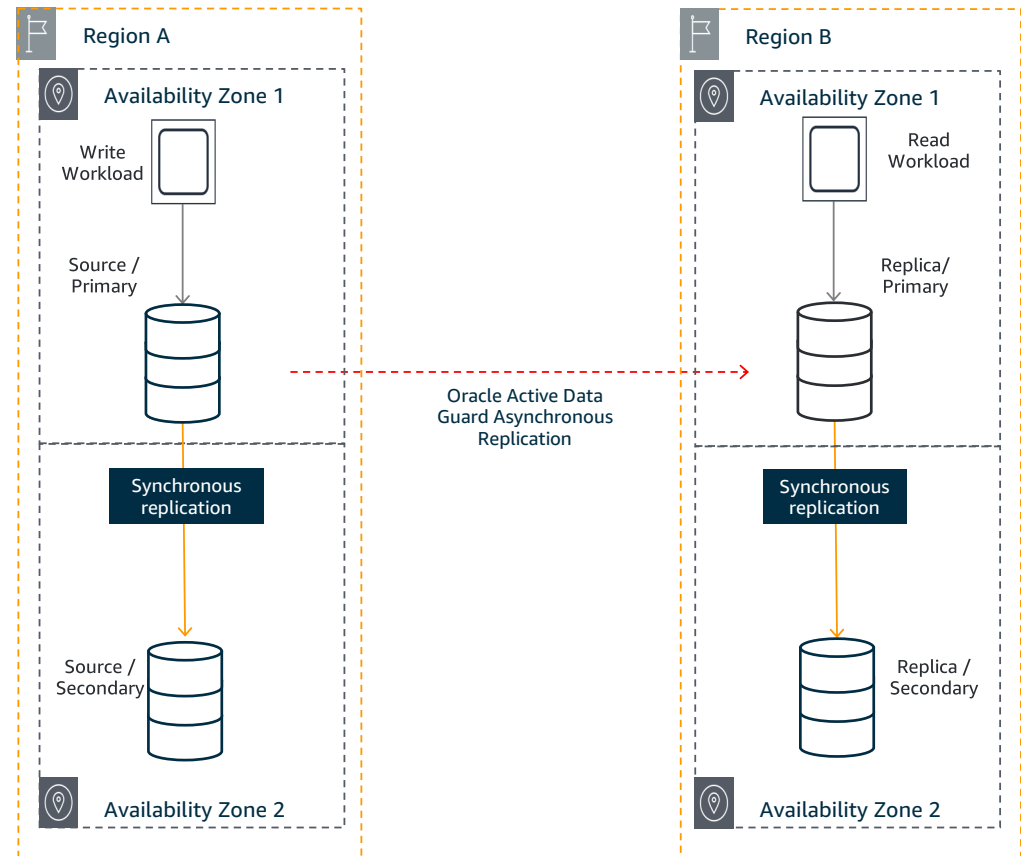 Region A
Availability Zone 1
Write
Workload
Source /
Primary
Synchronous
replication
Source /
Secondary
Availability Zone 2
Oracle Active Data
Guard Asynchronous
Replication
Region B
Availability Zone 1
Read
Workload
Replica/
Primary
Synchronous
replication
Replica /
Secondary
Availability Zone 2